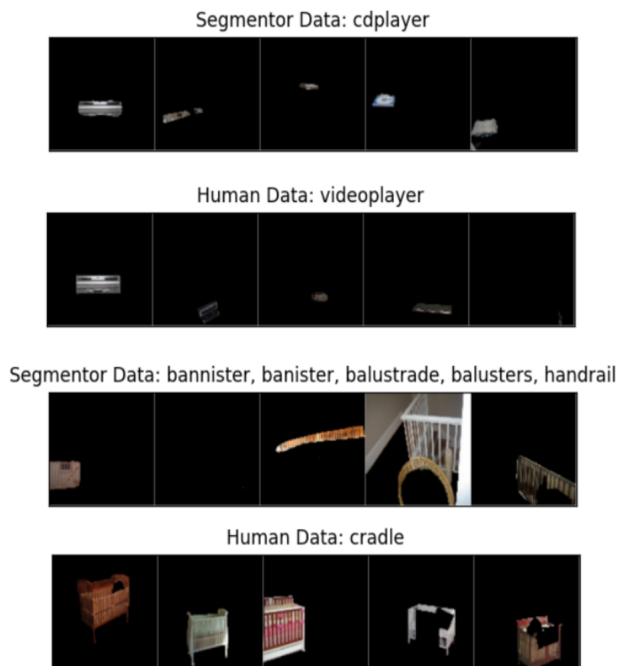 Segmentor Data: cdplayer
Human Data: videoplayer
Segmentor Data: bannister, banister, balustrade, balusters, handrail
Human Data: cradle